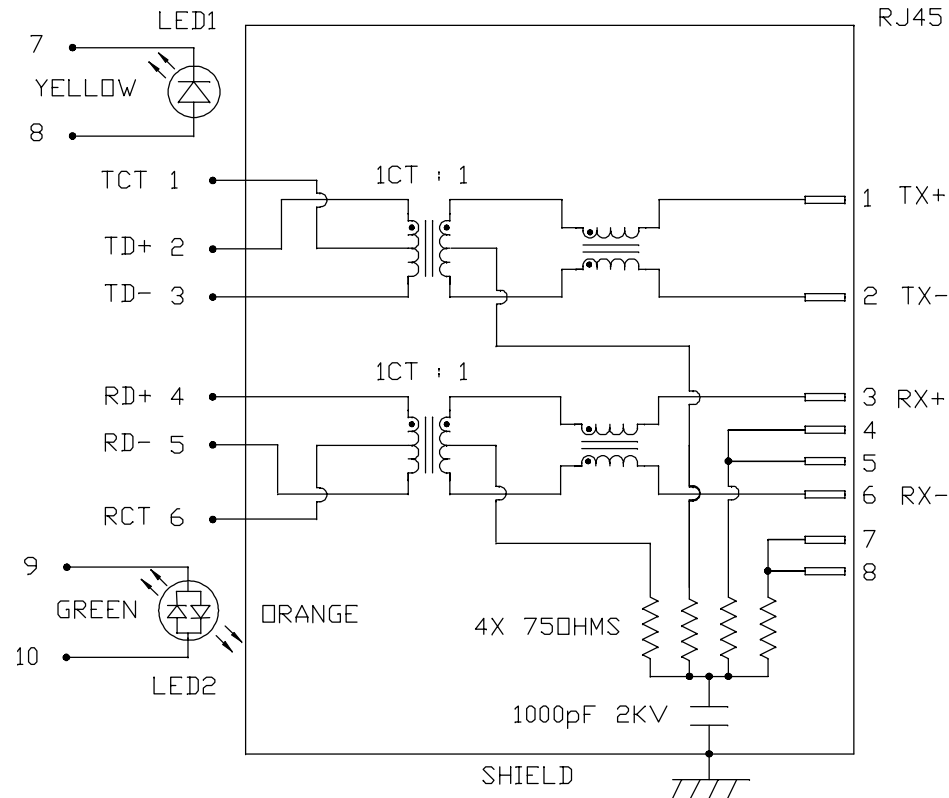 RJ45
LED1
7
YELLOW
8
TCT 1
1CT : 1
1 TX+
TD+ 2
TD- 3
2 TX-
1CT : 1
RD+ 4
3 RX+
4
RD- 5
5
6 RX-
RCT 6
7
9
8
GREEN
ORANGE
4X 75OHMS
10
LED2
1000pF 2KV
SHIELD